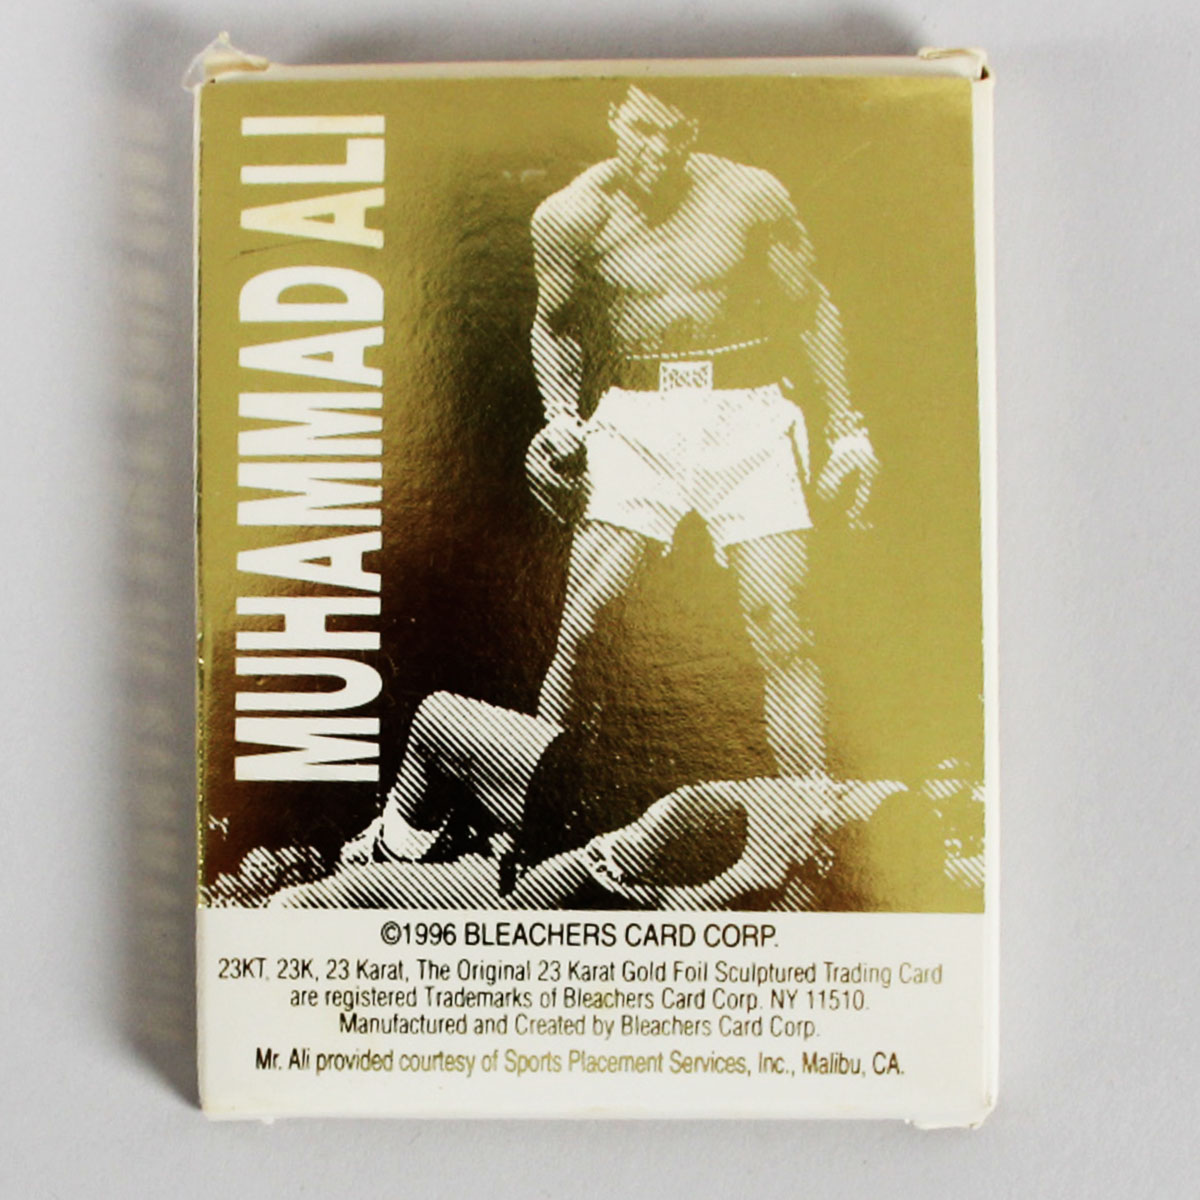 MUHAMMAD ALI
©1996 BLEACHERS CARD CORP.
23KT, 23K, 23 Karat, The Original 23 Karat Gold Foil Sculptured Trading Card
are registered Trademarks of Bleachers Card Corp. NY 11510.
Manufactured and Created by Bleachers Card Corp.
Mr. Ali provided courtesy of Sports Placement Services, Inc., Malibu, CA.